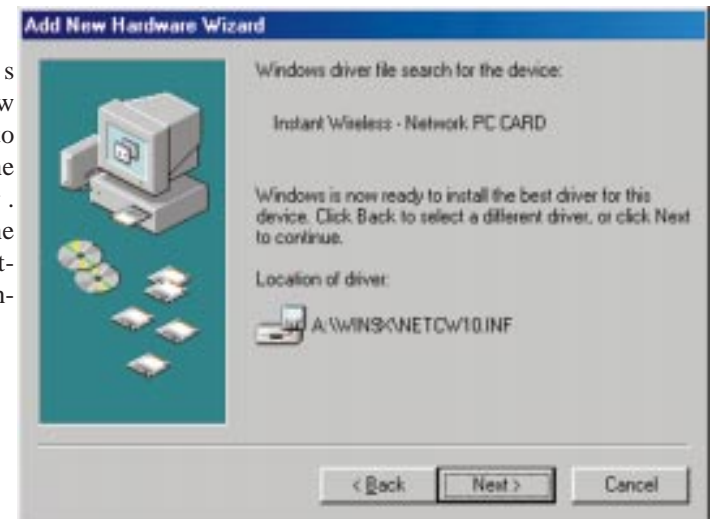 Add New Hardware Wizard
s
w
o
ne
.
ne
t-
n-
Windows driver file search for the device:
Instant Wireless - Network PC CARD
Windows is now ready to install the best driver for this
device. Click Back to select a different driver, or click Next
to continue.
Location of driver:
A:\WIN9X\NETCW10.INF
< Back
Next >
Cancel